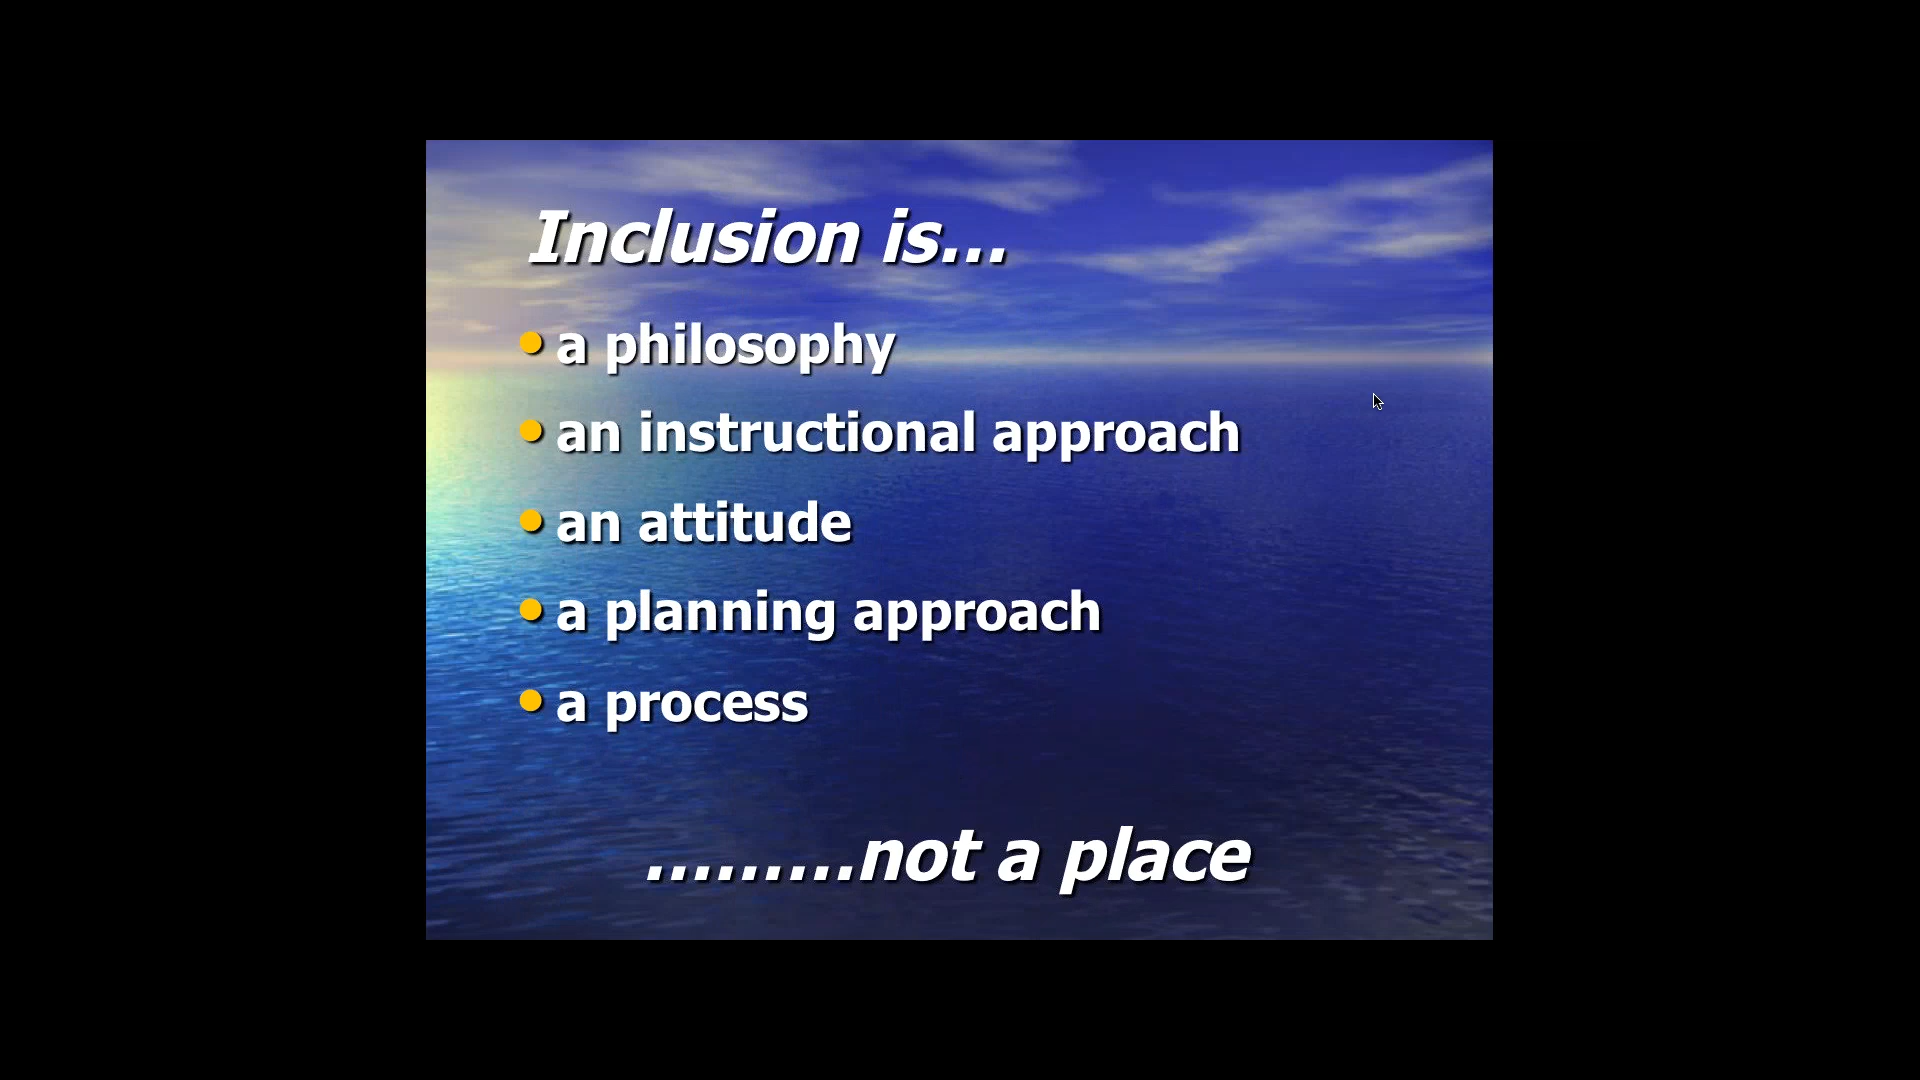 Inclusion is...
• a philosophy
• an instructional approach
• an attitude
• a planning approach
• a process
.........not a place